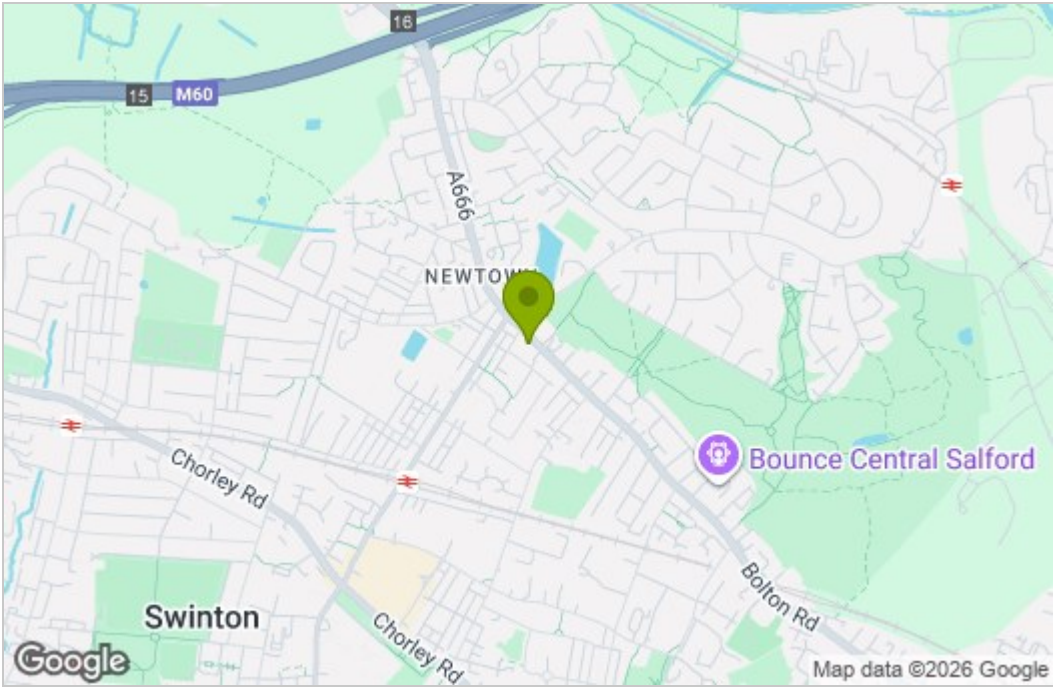 16
15
M60
A666
NEWTOWN
Bounce Central Salford
Chorley Rd
Bolton Rd
Swinton
Chorley Rd
Google
Map data ©2026 Google